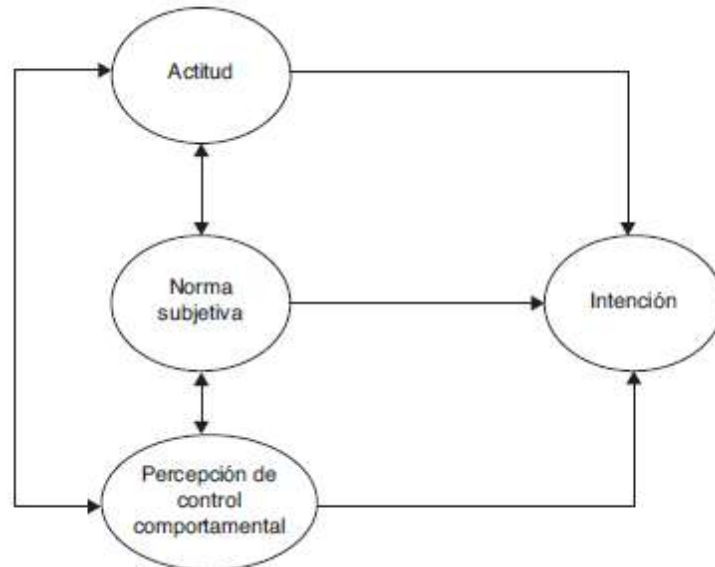 Actitud
Norma
subjetiva
Intención
Percepción de
control
comportamental